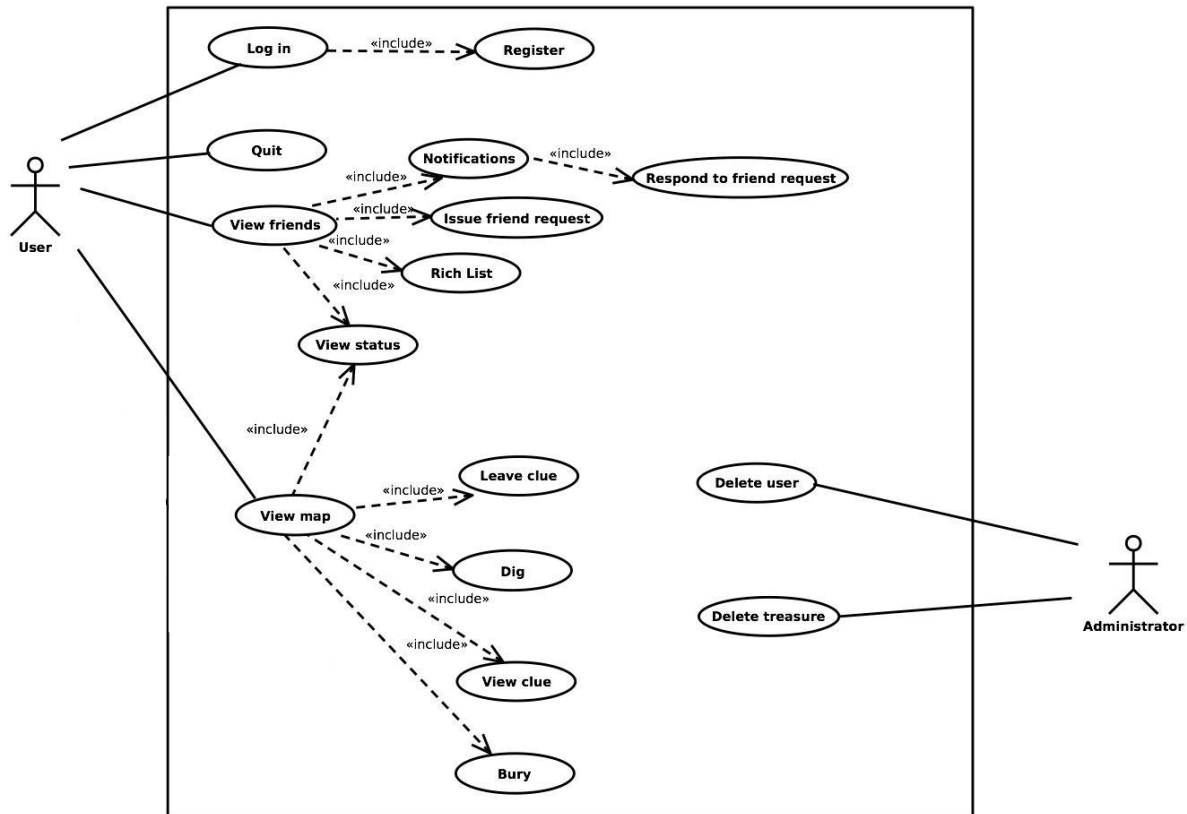 Log in
«include»
Register
Quit
Notifications
«include»
Respond to friend request
«include»
View friends
«include»
Issue friend request
User
«include»
Rich List
«include»
View status
«include»
Leave clue
Delete user
«include»
View map
«include»
Dig
«include»
Delete treasure
Administrator
«include»
View clue
Bury